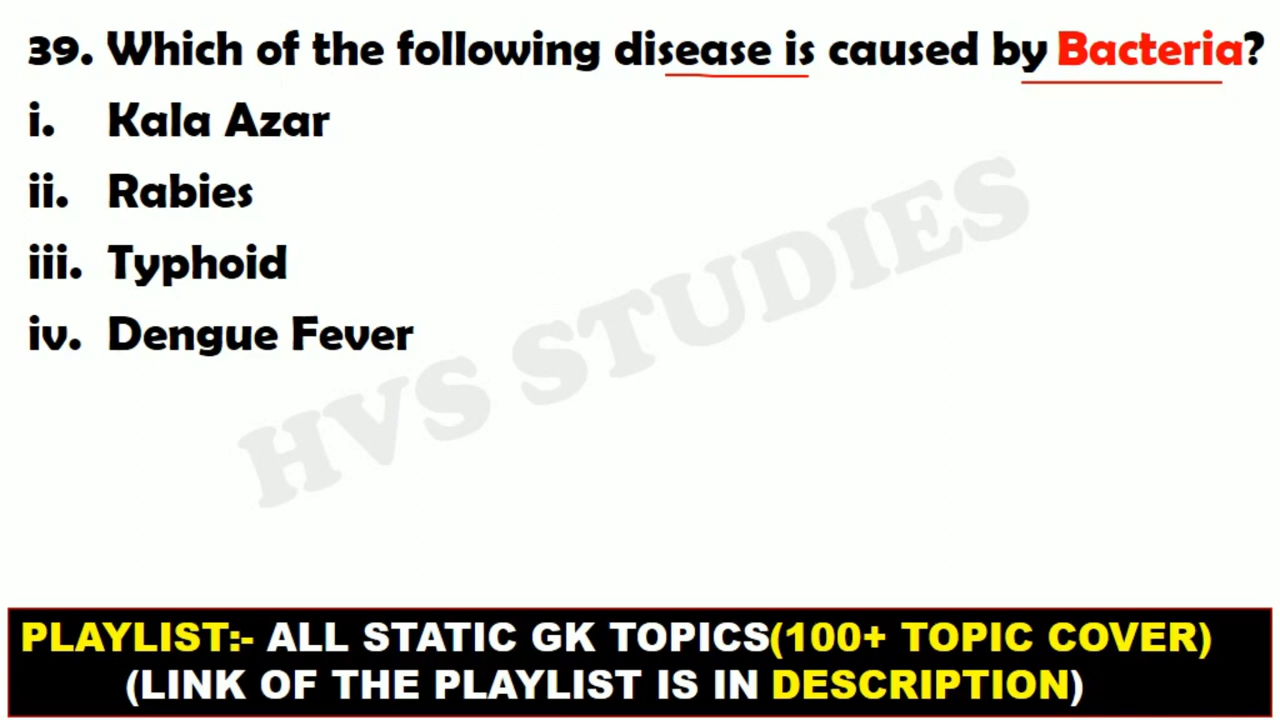 39. Which of the following disease is caused by Bacteria?
i. Kala Azar
ii. Rabies
iii. Typhoid
iv. Dengue Fever
HVS STUDIES
PLAYLIST:- ALL STATIC GK TOPICS(100+ TOPIC COVER)
(LINK OF THE PLAYLIST IS IN DESCRIPTION)